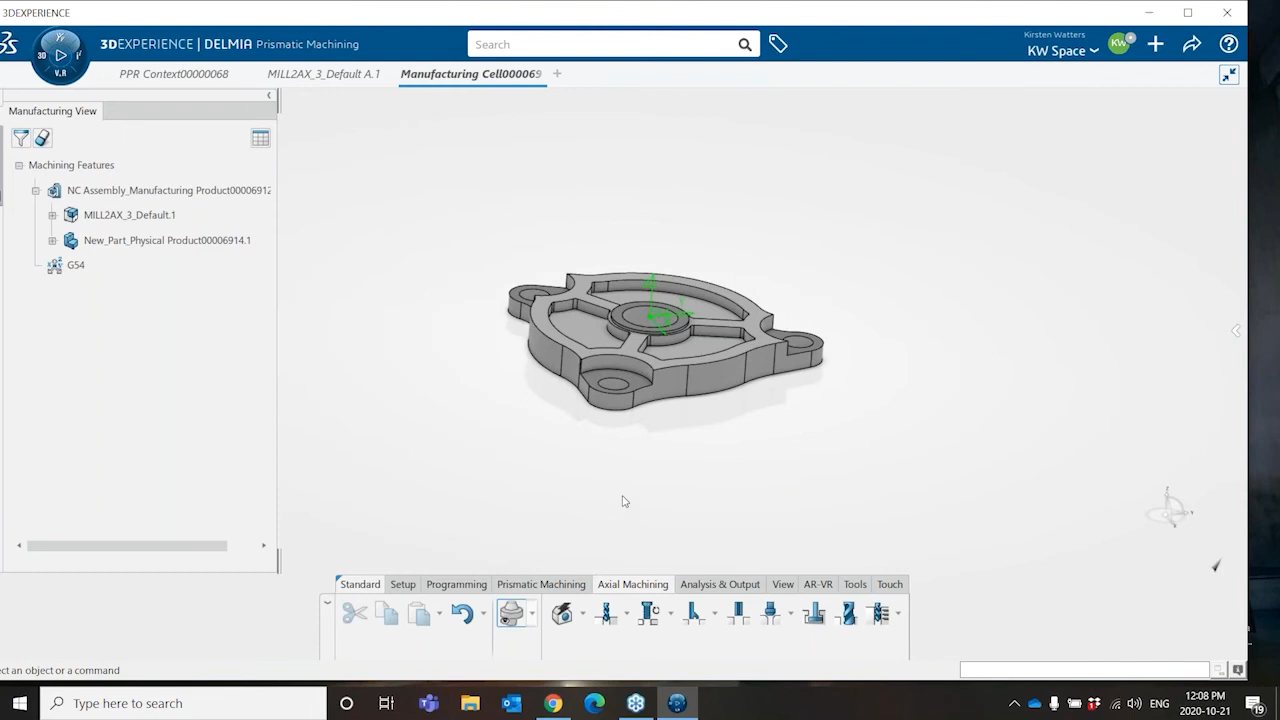 3DEXPERIENCE
3D V.R
3DEXPERIENCE | DELMIA Prismatic Machining
Search
Kirsten Watters
KW Space
KW
PPR Context00000068
MILL2AX_3_Default A.1
Manufacturing Cell000069
Manufacturing View
Machining Features
NC Assembly_Manufacturing Product00006912
MILL2AX_3_Default.1
New_Part_Physical Product00006914.1
G54
Standard Setup Programming Prismatic Machining Axial Machining Analysis & Output View AR-VR Tools Touch
ect an object or a command
Type here to search
ENG
12:08 PM
2020-10-21
19